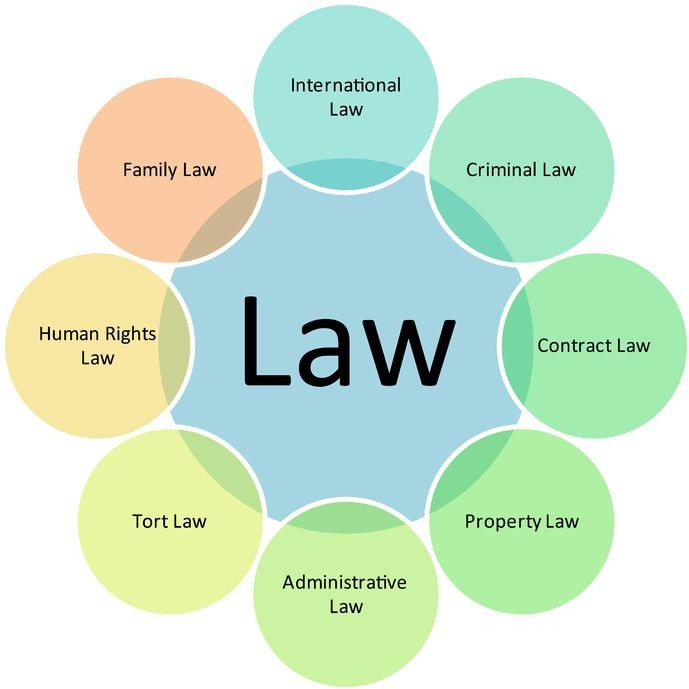 International
Law
Family Law
Criminal Law
Human Rights
Law
Law
Contract Law
Tort Law
Property Law
Administrative
Law